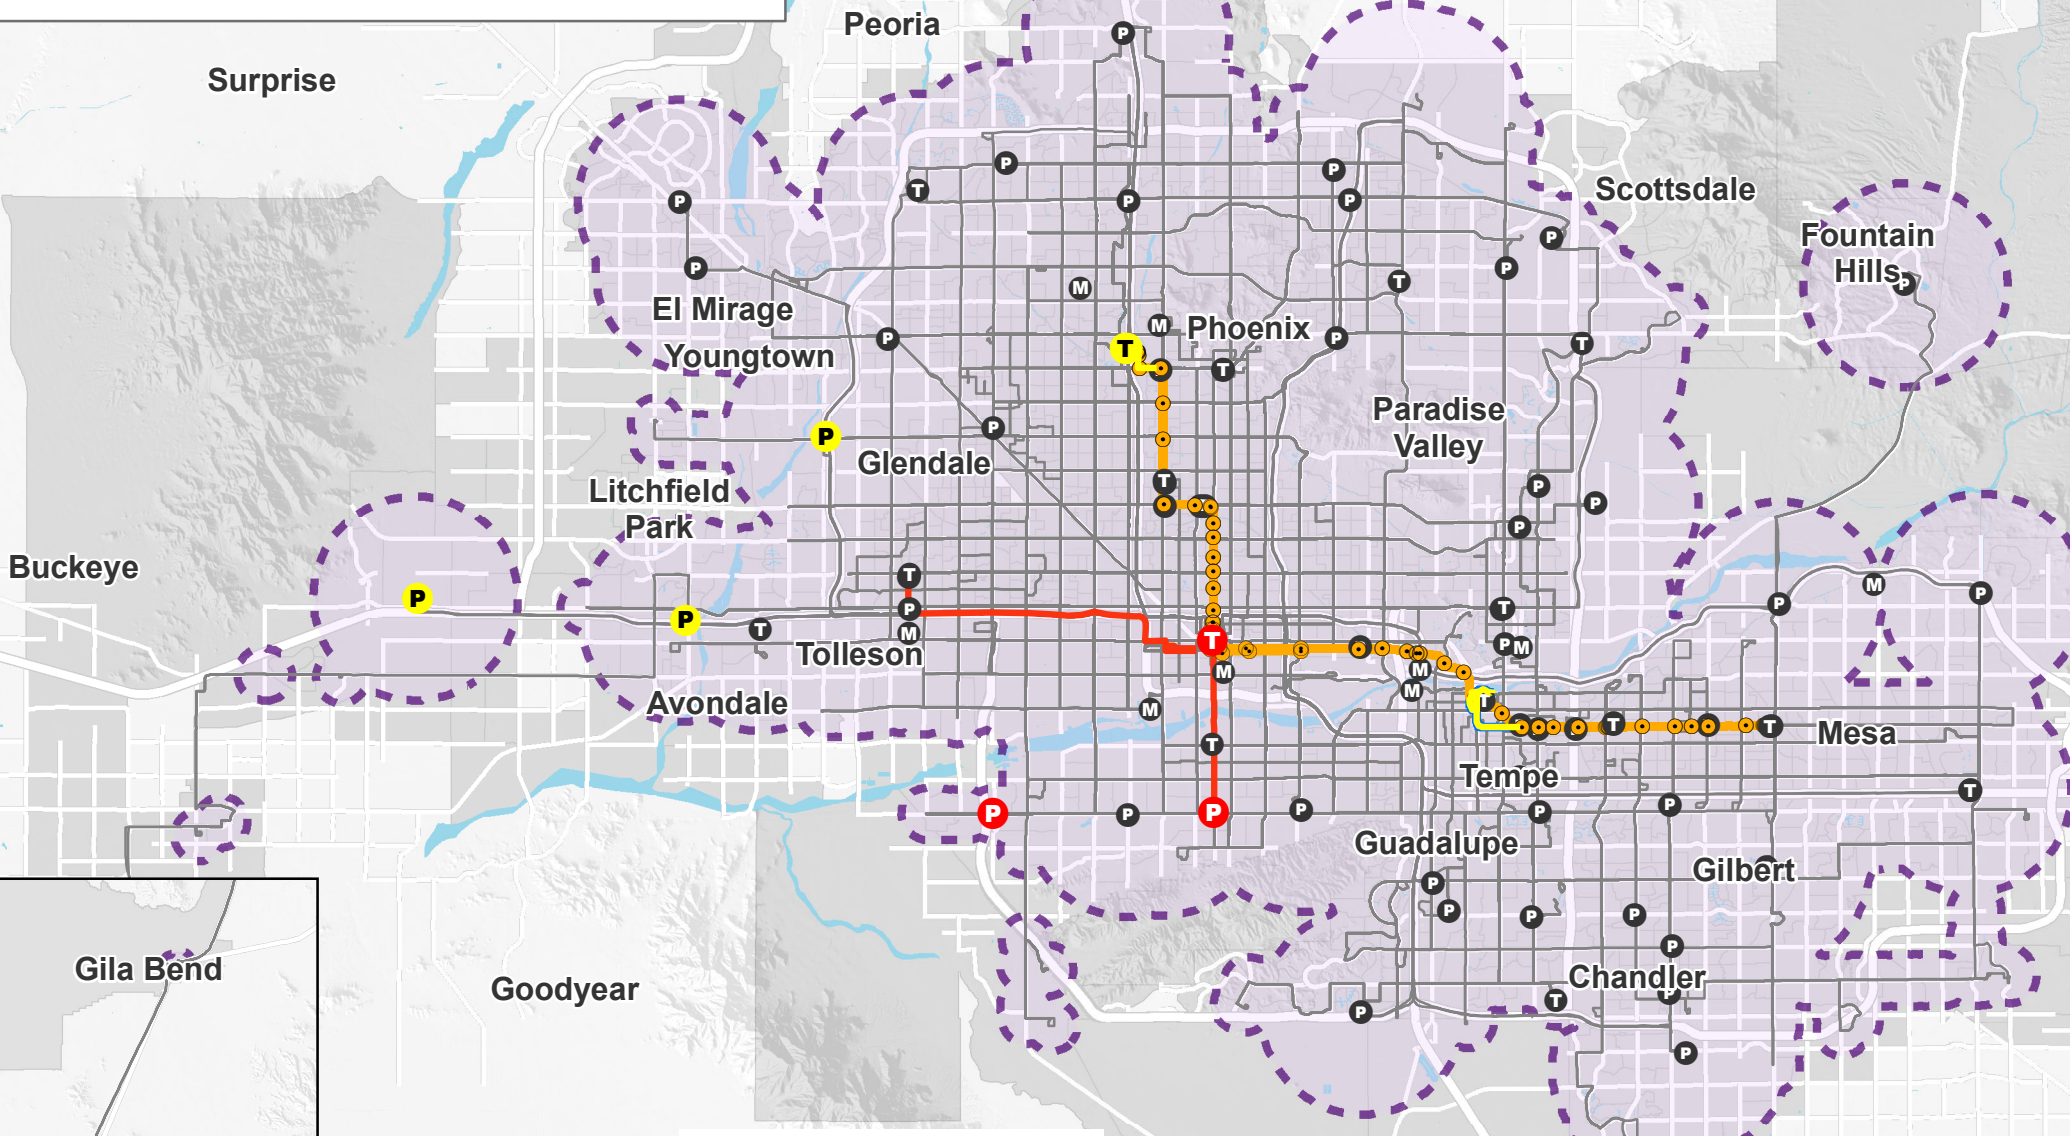 Peoria
Surprise
Scottsdale
Fountain
Hills
El Mirage
Phoenix
Youngtown
Paradise
Valley
Glendale
Litchfield
Park
Buckeye
Tolleson
Avondale
Mesa
Tempe
Guadalupe
Gilbert
Gila Bend
Goodyear
Chandler
P
P
P
T
P
P
P
P
P
P
P
T
M
P
M
P
P
T
T
T
T
P
P
T
P
P
P
T
P
T
M
P
P
P
T
P
T
M
T
P
M
M
M
M
M
T
T
T
T
T
P
P
P
P
P
P
P
P
P
P
P
P
P
P
T
P
P